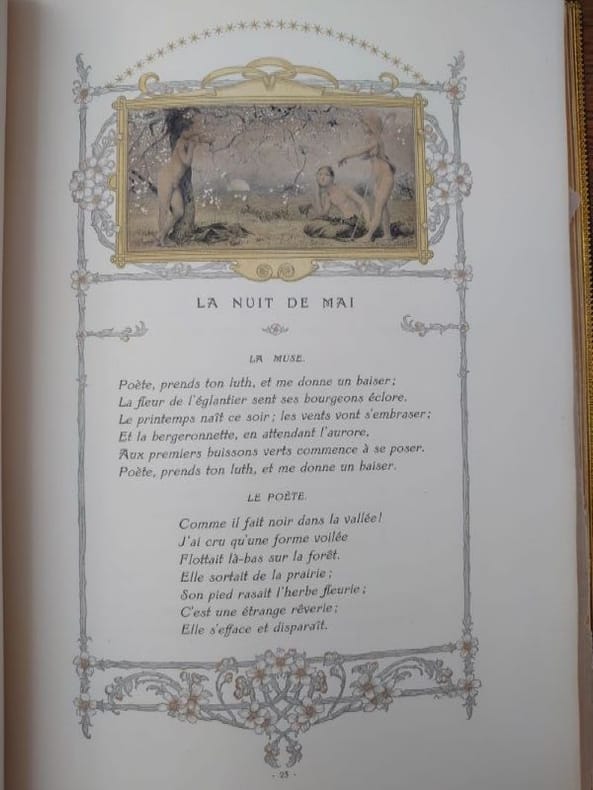 LA NUIT DE MAI
LA MUSE.
Poète, prends ton luth, et me donne un baiser;
La fleur de l'églantier sent ses bourgeons éclore.
Le printemps naît ce soir; les vents vont s'embraser;
Et la bergeronnette, en attendant l'aurore,
Aux premiers buissons verts commence à se poser.
Poète, prends ton luth, et me donne un baiser.
LE POÈTE.
Comme il fait noir dans la vallée!
J'ai cru qu'une forme voilée
Flottait là-bas sur la forêt.
Elle sortait de la prairie;
Son pied rasait l'herbe fleurie;
C'est une étrange rêverie;
Elle s'efface et disparaît.
- 25 -